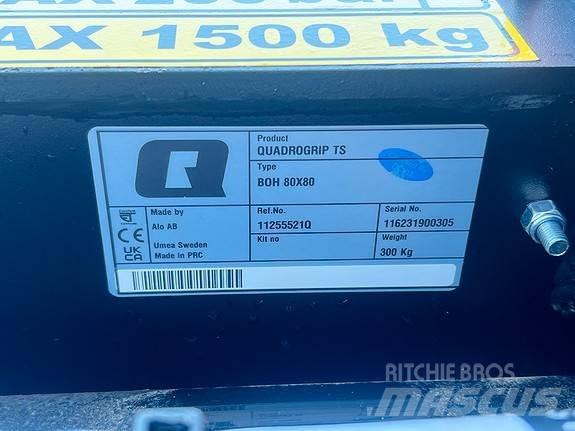 MAX 1500 kg
Q
Product
QUADROGRIP TS
Type
BOH 80X80
Made by
Alo AB
Umea Sweden
Made in PRC
CE
UK
CA
Ref.No.
11255521Q
Serial No.
116231900305
Kit no
Weight
300 Kg
RITCHIE BROS
MASCUS